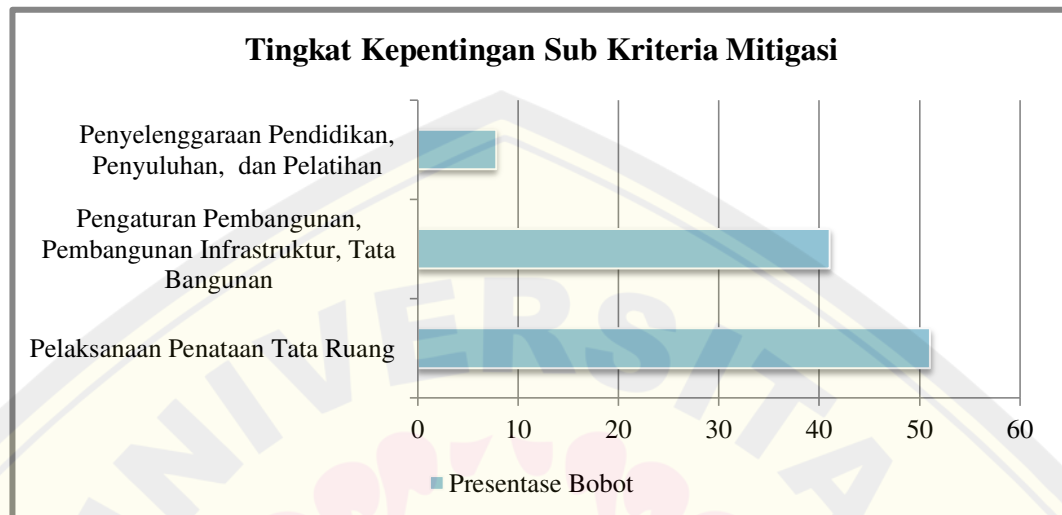 Tingkat Kepentingan Sub Kriteria Mitigasi
Penyelenggaraan Pendidikan,
Penyuluhan, dan Pelatihan
Pengaturan Pembangunan,
Pembangunan Infrastruktur, Tata
Bangunan
Pelaksanaan Penataan Tata Ruang
0 10 20 30 40 50 60
Presentase Bobot
NIVERSITA